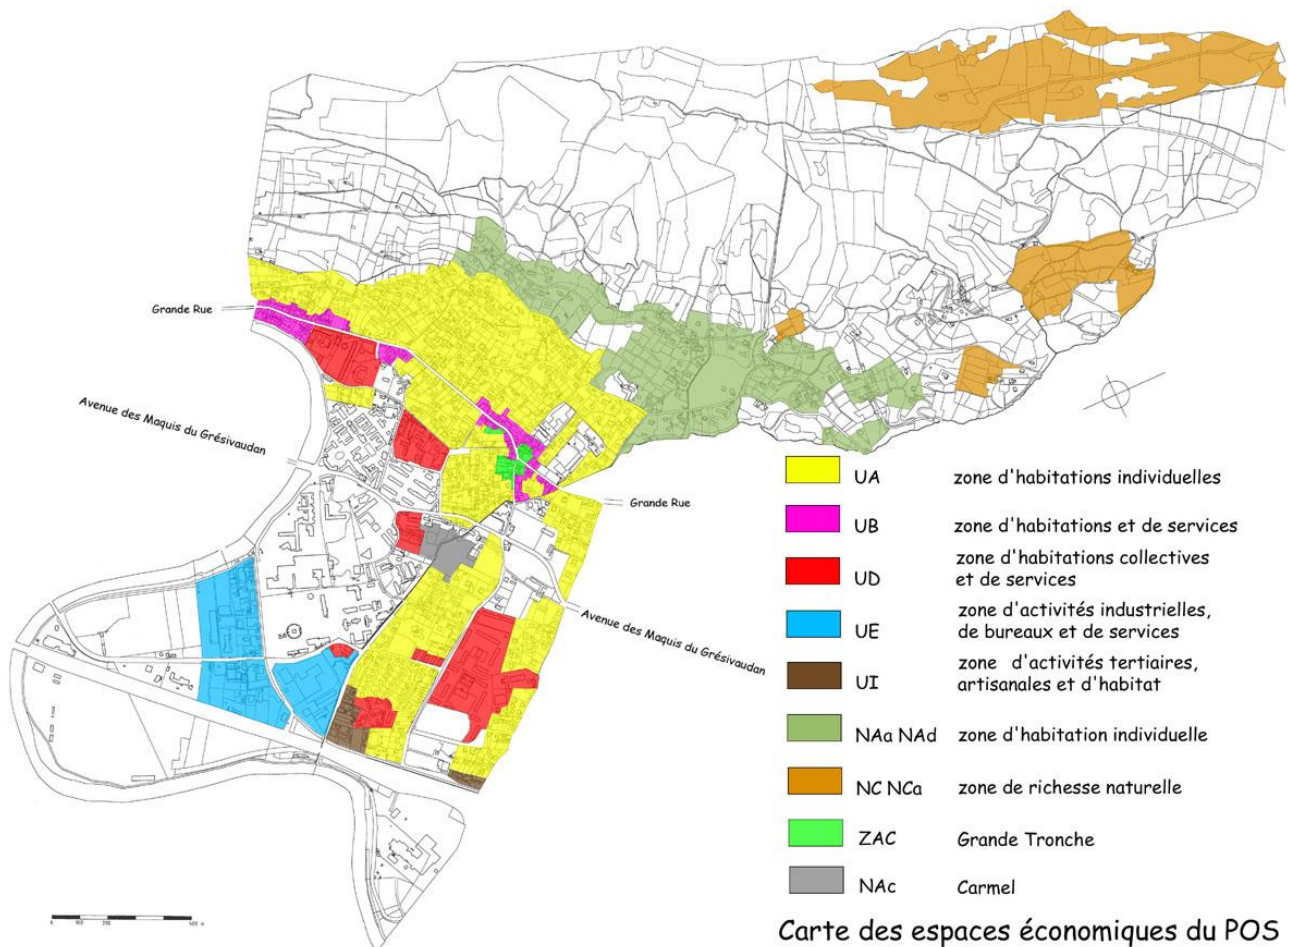 Grande Rue
Avenue des Maquis du Grésivaudan
Grande Rue
Avenue des Maquis du Grésivaudan
UA zone d'habitations individuelles
UB zone d'habitations et de services
UD zone d'habitations collectives
et de services
UE zone d'activités industrielles,
de bureaux et de services
UI zone d'activités tertiaires,
artisanales et d'habitat
NAa NAd zone d'habitation individuelle
NC NCa zone de richesse naturelle
ZAC Grande Tronche
NAc Carmel
Carte des espaces économiques du POS